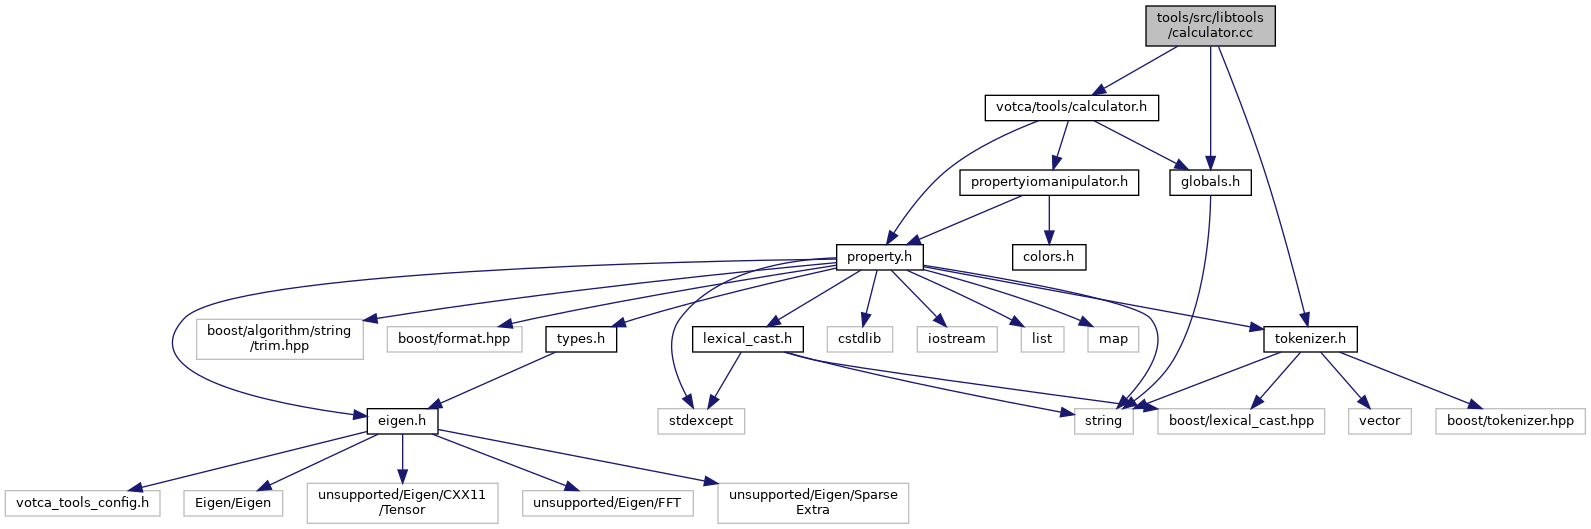 tools/src/libtools
/calculator.cc
votca/tools/calculator.h
propertyiomanipulator.h
globals.h
property.h
colors.h
boost/algorithm/string
/trim.hpp
boost/format.hpp
types.h
lexical_cast.h
cstdlib
iostream
list
map
tokenizer.h
eigen.h
stdexcept
string
boost/lexical_cast.hpp
vector
boost/tokenizer.hpp
votca_tools_config.h
Eigen/Eigen
unsupported/Eigen/CXX11
/Tensor
unsupported/Eigen/FFT
unsupported/Eigen/Sparse
Extra